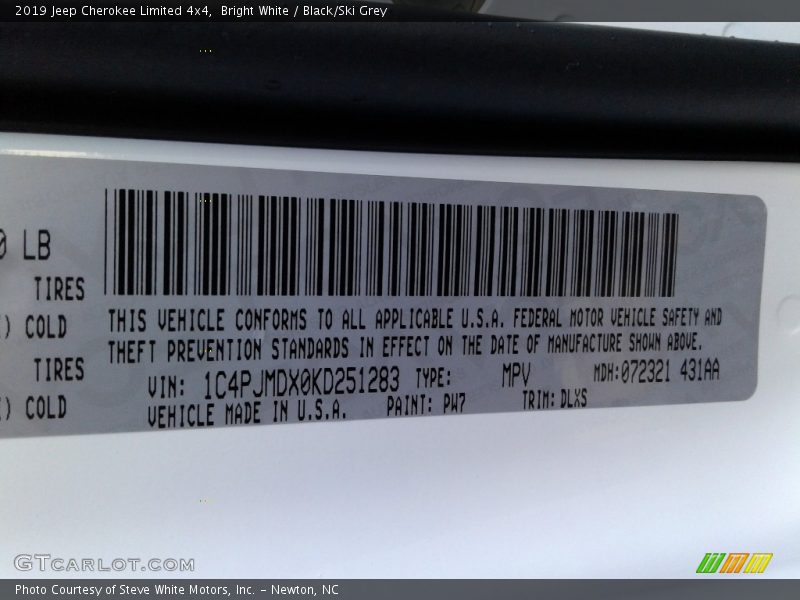 2019 Jeep Cherokee Limited 4x4,  Bright White / Black/Ski Grey
0 LB
TIRES
) COLD
TIRES
) COLD
THIS VEHICLE CONFORMS TO ALL APPLICABLE U.S.A. FEDERAL MOTOR VEHICLE SAFETY AND
THEFT PREVENTION STANDARDS IN EFFECT ON THE DATE OF MANUFACTURE SHOWN ABOVE.
VIN: 1C4PJMDX0KD251283 TYPE: MPV MDH:072321 431AA
VEHICLE MADE IN U.S.A. PAINT: PW7 TRIM: DLXS
GTCARLOT.COM
Photo Courtesy of Steve White Motors, Inc. – Newton, NC